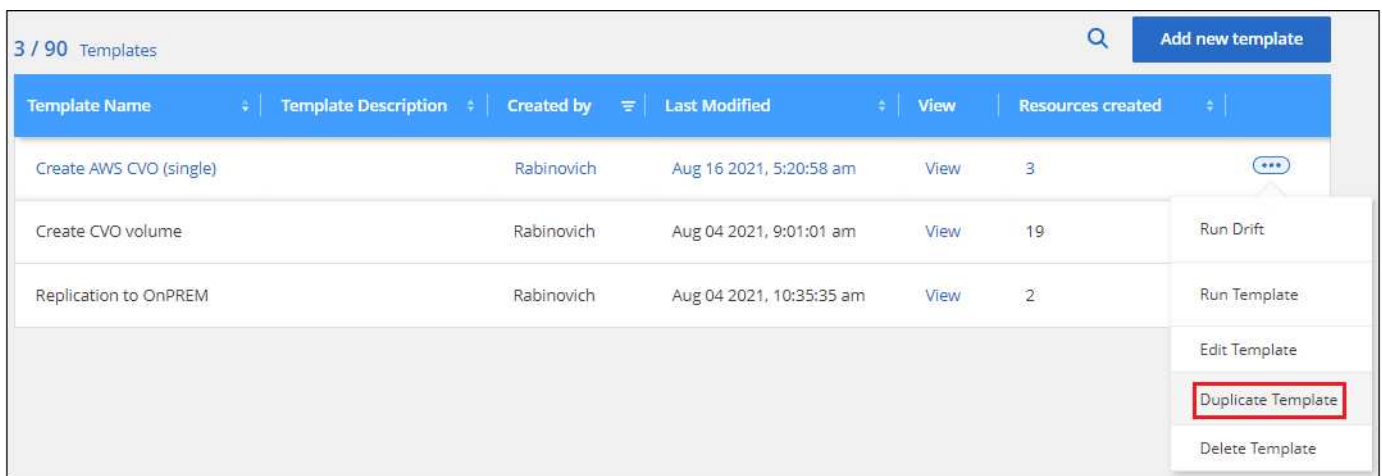 3 / 90 Templates
Add new template
Template Name Template Description Created by Last Modified View Resources created
Create AWS CVO (single) Rabinovich Aug 16 2021, 5:20:58 am View 3
Create CVO volume Rabinovich Aug 04 2021, 9:01:01 am View 19
Replication to OnPREM Rabinovich Aug 04 2021, 10:35:35 am View 2
Run Drift
Run Template
Edit Template
Duplicate Template
Delete Template